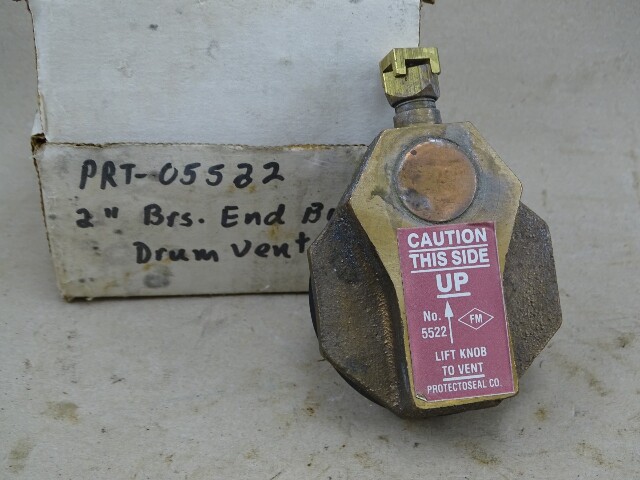 PRT-05522
2" Brs. End
Drum Vent
CAUTION
THIS SIDE
UP
No.
5522
FM
LIFT KNOB
TO VENT
PROTECTOSEAL CO.